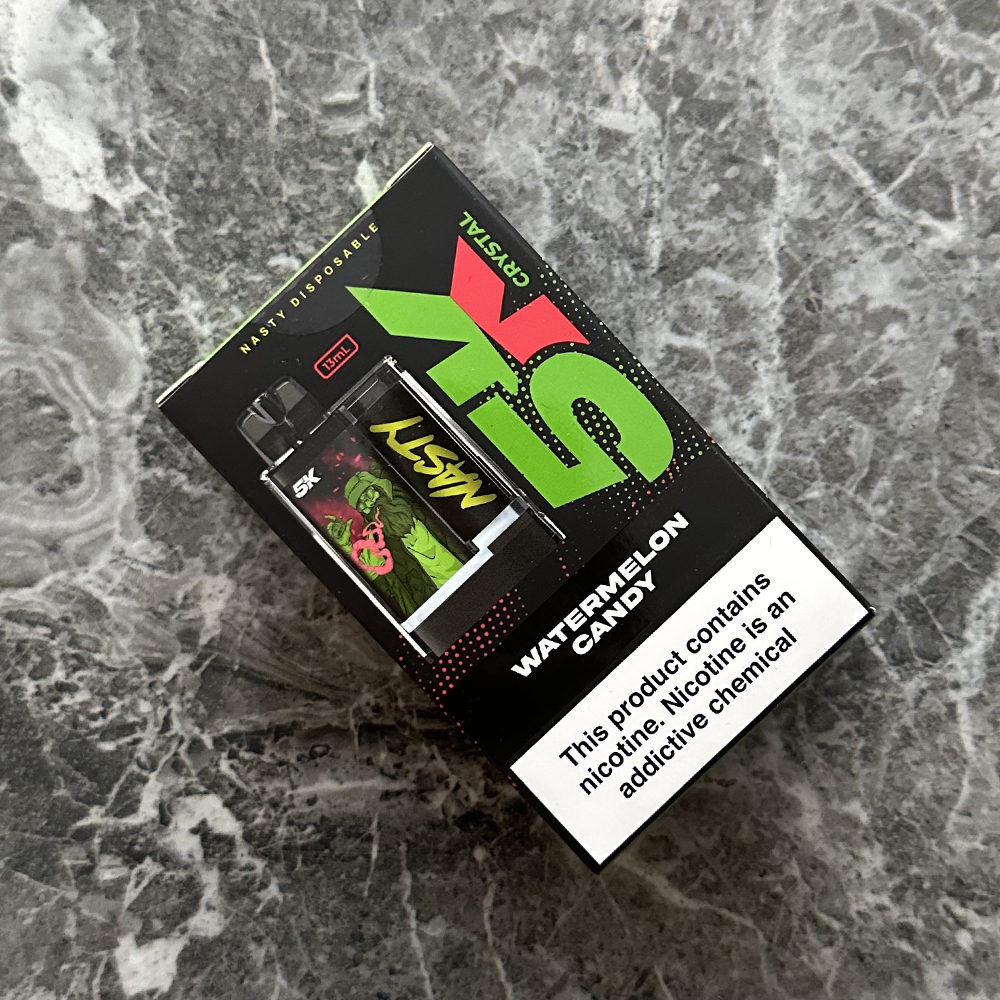 NASTY DISPOSABLE
13mL
CRYSTAL
5K
5K
NASTY
WATERMELON
CANDY
This product contains
nicotine. Nicotine is an
addictive chemical